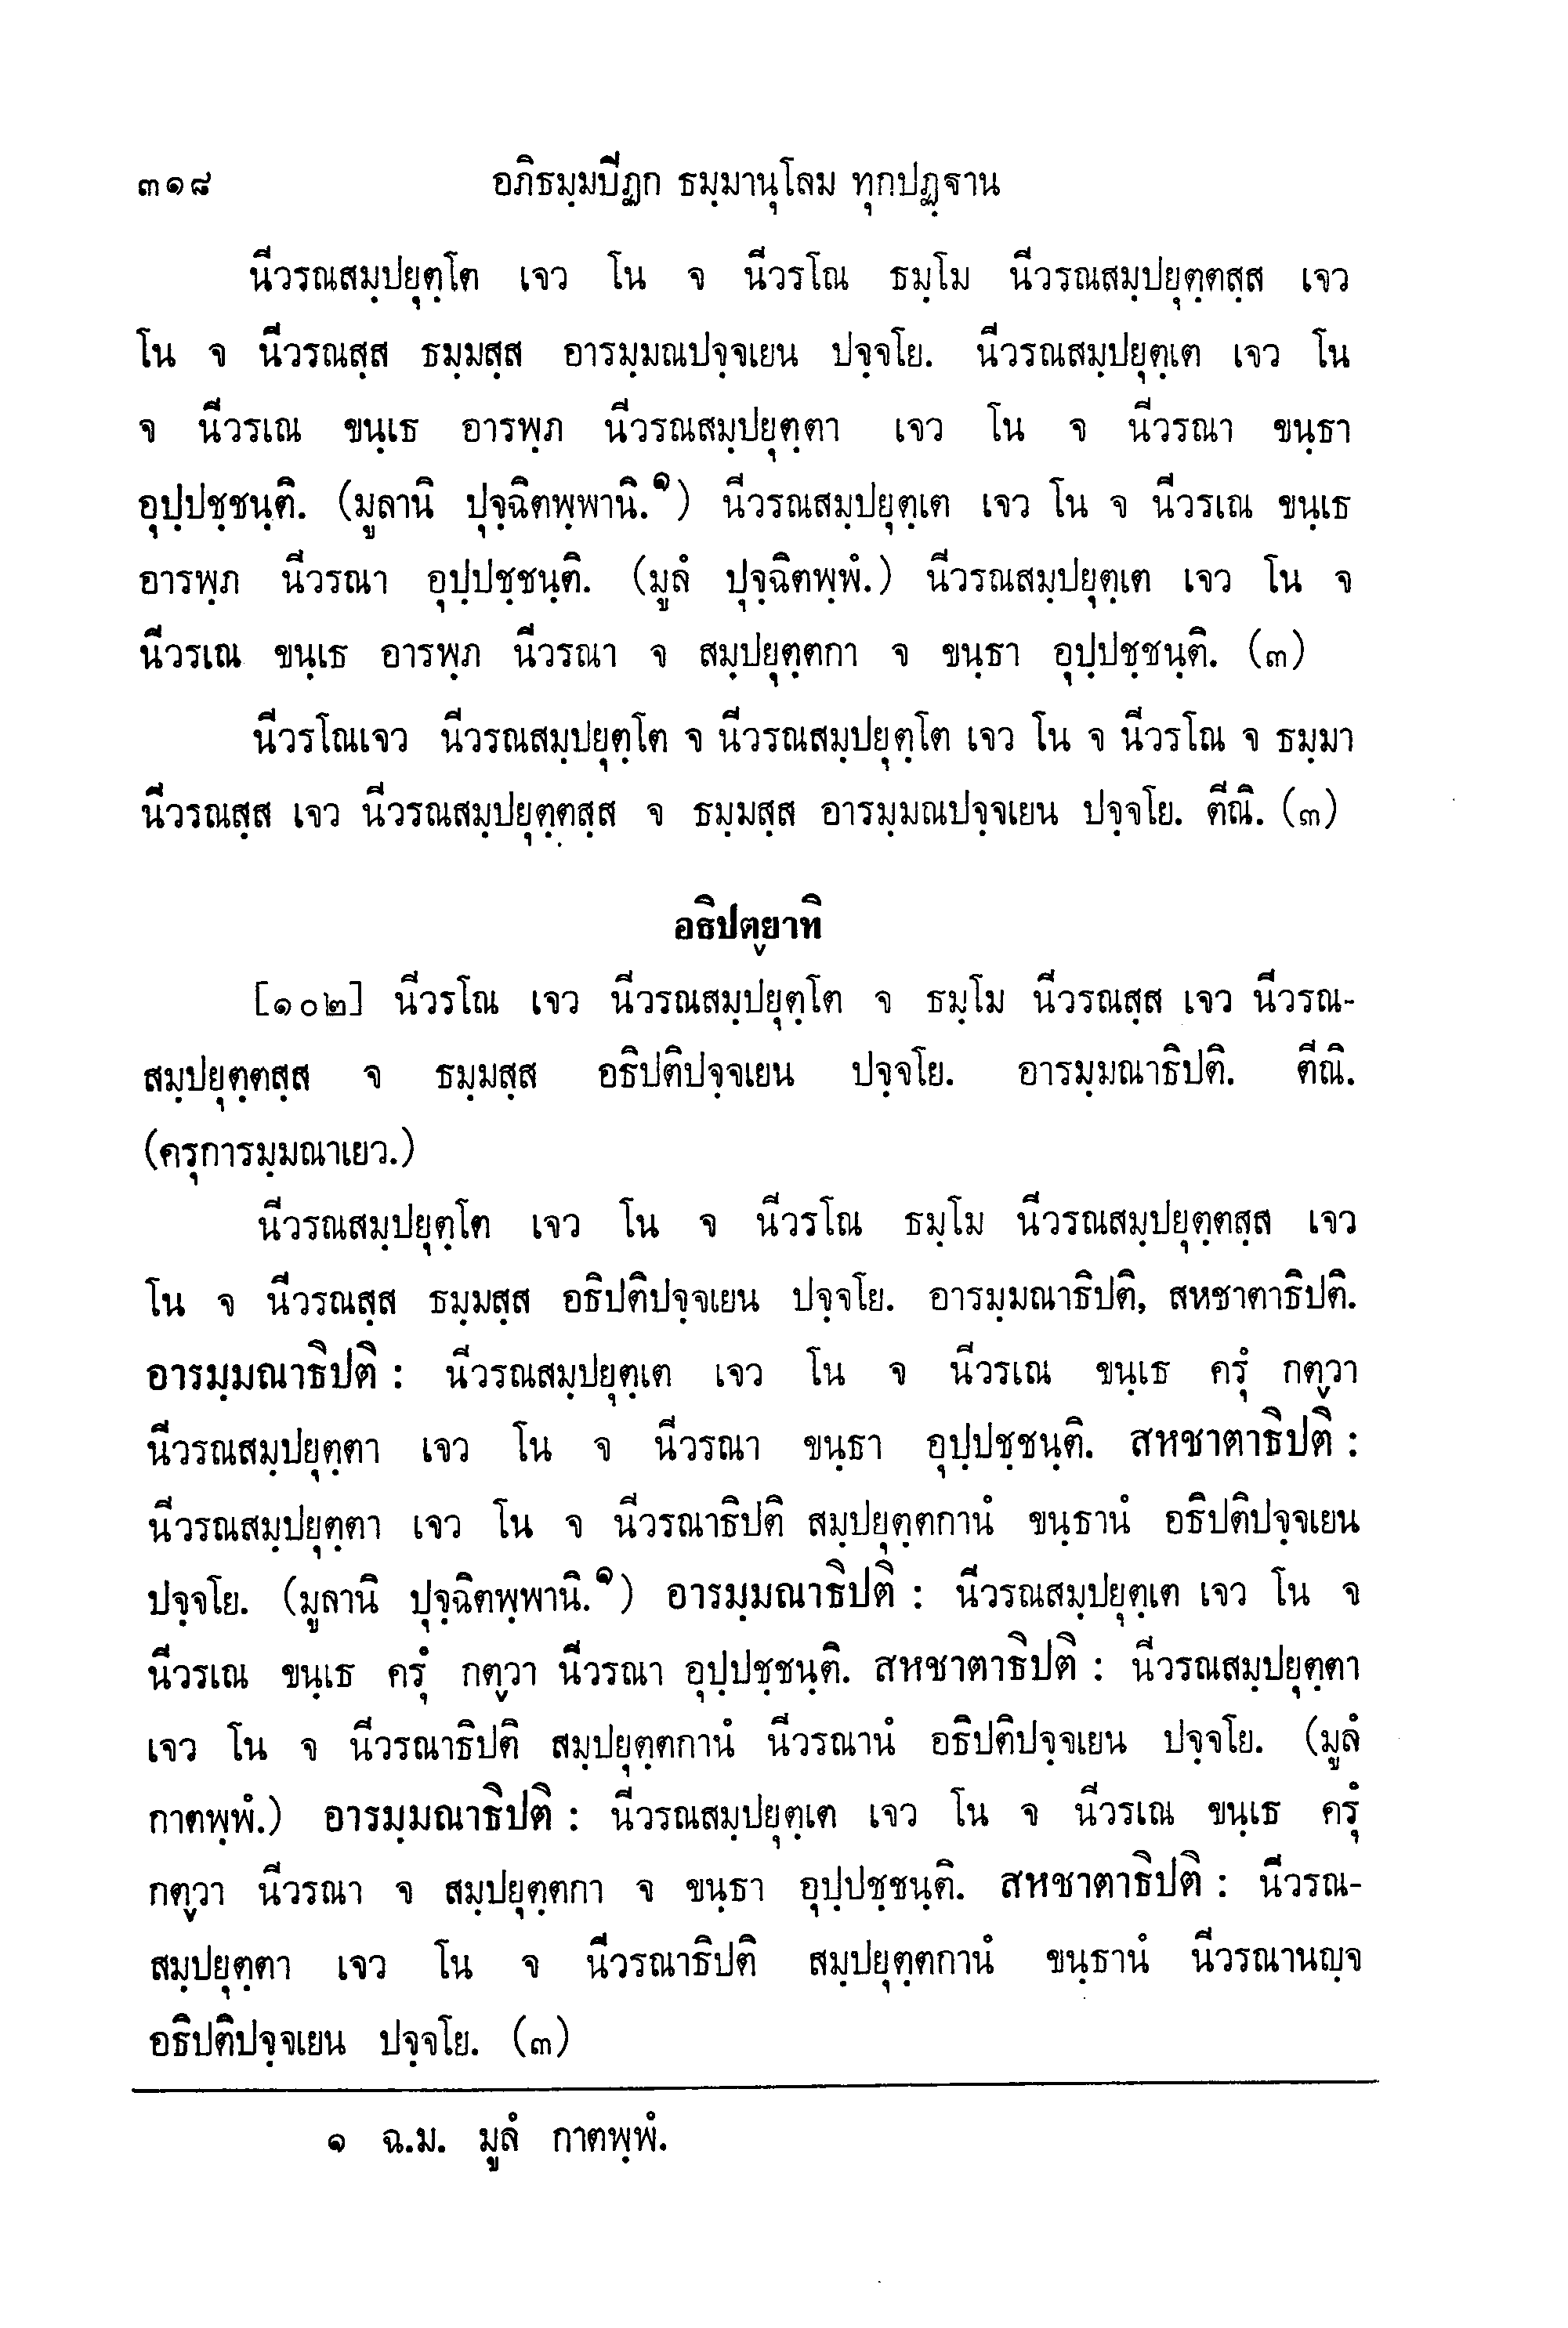 ๓๑๘ อภิธมฺมปิฏก ธมฺมานุโลม ทุกปฏฺฐาน
นีวรณสมฺปยุตฺโต เจว โน จ นีวรโณ ธมฺโม นีวรณสมฺปยุตฺตสฺส เจว
โน จ นีวรณสฺส ธมฺมสฺส อารมฺมณปจฺจเยน ปจฺจโย. นีวรณสมฺปยุตฺเต เจว โน
จ นีวรเณ ขนฺเธ อารพฺภ นีวรณสมฺปยุตฺตา เจว โน จ นีวรณา ขนฺธา
อุปฺปชฺชนฺติ. (มูลานิ ปุจฺฉิตพฺพานิ.๑) นีวรณสมฺปยุตฺเต เจว โน จ นีวรเณ ขนฺเธ
อารพฺภ นีวรณา อุปฺปชฺชนฺติ. (มูลํ ปุจฺฉิตพฺพํ.) นีวรณสมฺปยุตฺเต เจว โน จ
นีวรเณ ขนฺเธ อารพฺภ นีวรณา จ สมฺปยุตฺตกา จ ขนฺธา อุปฺปชฺชนฺติ. (๓)
นีวรโณเจว นีวรณสมฺปยุตฺโต จ นีวรณสมฺปยุตฺโต เจว โน จ นีวรโณ จ ธมฺมา
นีวรณสฺส เจว นีวรณสมฺปยุตฺตสฺส จ ธมฺมสฺส อารมฺมณปจฺจเยน ปจฺจโย. ตีณิ. (๓)
อธิปตฺยาทิ
[๑๐๒] นีวรโณ เจว นีวรณสมฺปยุตฺโต จ ธมฺโม นีวรณสฺส เจว นีวรณ-
สมฺปยุตฺตสฺส จ ธมฺมสฺส อธิปติปจฺจเยน ปจฺจโย. อารมฺมณาธิปติ. ตีณิ.
(ครุการมฺมณาเยว.)
นีวรณสมฺปยุตฺโต เจว โน จ นีวรโณ ธมฺโม นีวรณสมฺปยุตฺตสฺส เจว
โน จ นีวรณสฺส ธมฺมสฺส อธิปติปจฺจเยน ปจฺจโย. อารมฺมณาธิปติ, สหชาตาธิปติ.
อารมฺมณาธิปติ : นีวรณสมฺปยุตฺเต เจว โน จ นีวรเณ ขนฺเธ ครุํ กตฺวา
นีวรณสมฺปยุตฺตา เจว โน จ นีวรณา ขนฺธา อุปฺปชฺชนฺติ. สหชาตาธิปติ :
นีวรณสมฺปยุตฺตา เจว โน จ นีวรณาธิปติ สมฺปยุตฺตกานํ ขนฺธานํ อธิปติปจฺจเยน
ปจฺจโย. (มูลานิ ปุจฺฉิตพฺพานิ.๑) อารมฺมณาธิปติ : นีวรณสมฺปยุตฺเต เจว โน จ
นีวรเณ ขนฺเธ ครุํ กตฺวา นีวรณา อุปฺปชฺชนฺติ. สหชาตาธิปติ : นีวรณสมฺปยุตฺตา
เจว โน จ นีวรณาธิปติ สมฺปยุตฺตกานํ นีวรณานํ อธิปติปจฺจเยน ปจฺจโย. (มูลํ
กาตพฺพํ.) อารมฺมณาธิปติ : นีวรณสมฺปยุตฺเต เจว โน จ นีวรเณ ขนฺเธ ครุํ
กตฺวา นีวรณา จ สมฺปยุตฺตกา จ ขนฺธา อุปฺปชฺชนฺติ. สหชาตาธิปติ : นีวรณ-
สมฺปยุตฺตา เจว โน จ นีวรณาธิปติ สมฺปยุตฺตกานํ ขนฺธานํ นีวรณานญฺจ
อธิปติปจฺจเยน ปจฺจโย. (๓)
๑ ฉ.ม. มูลํ กาตพฺพํ.